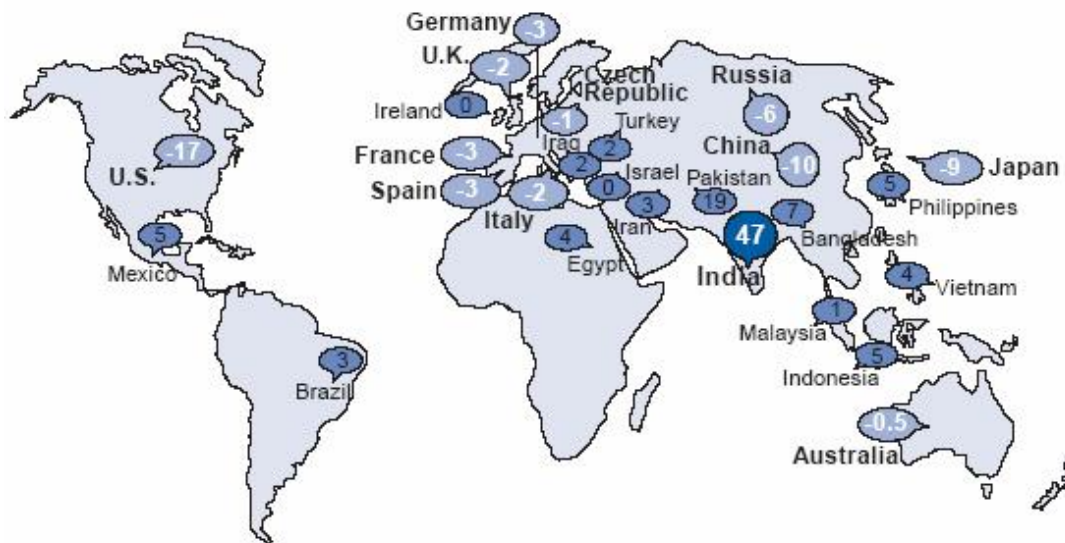 Germany
-3
U.K.
-2
Ireland
0
Czech
Republic
-1
Russia
-6
Turkey
2
Iraq
2
France
-3
China
-10
Japan
-9
U.S.
-17
Spain
-3
Italy
-2
Israel
0
Pakistan
19
Iran
3
Philippines
5
Bangladesh
7
India
47
Mexico
5
Egypt
4
Vietnam
4
Malaysia
1
Brazil
3
Indonesia
5
Australia
-0.5